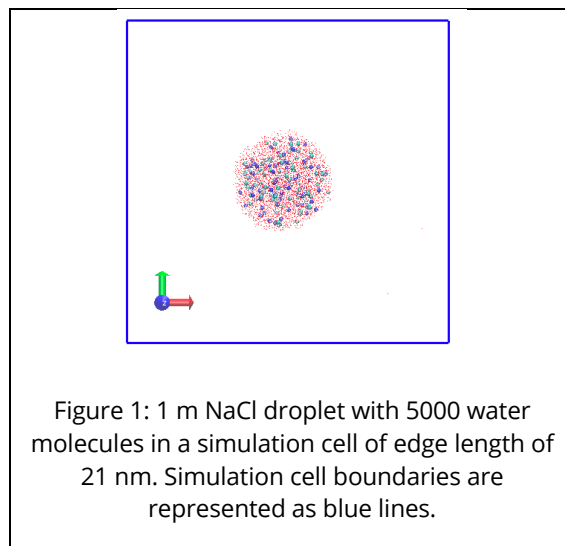 z
Figure 1: 1 m NaCl droplet with 5000 water
molecules in a simulation cell of edge length of
21 nm. Simulation cell boundaries are
represented as blue lines.